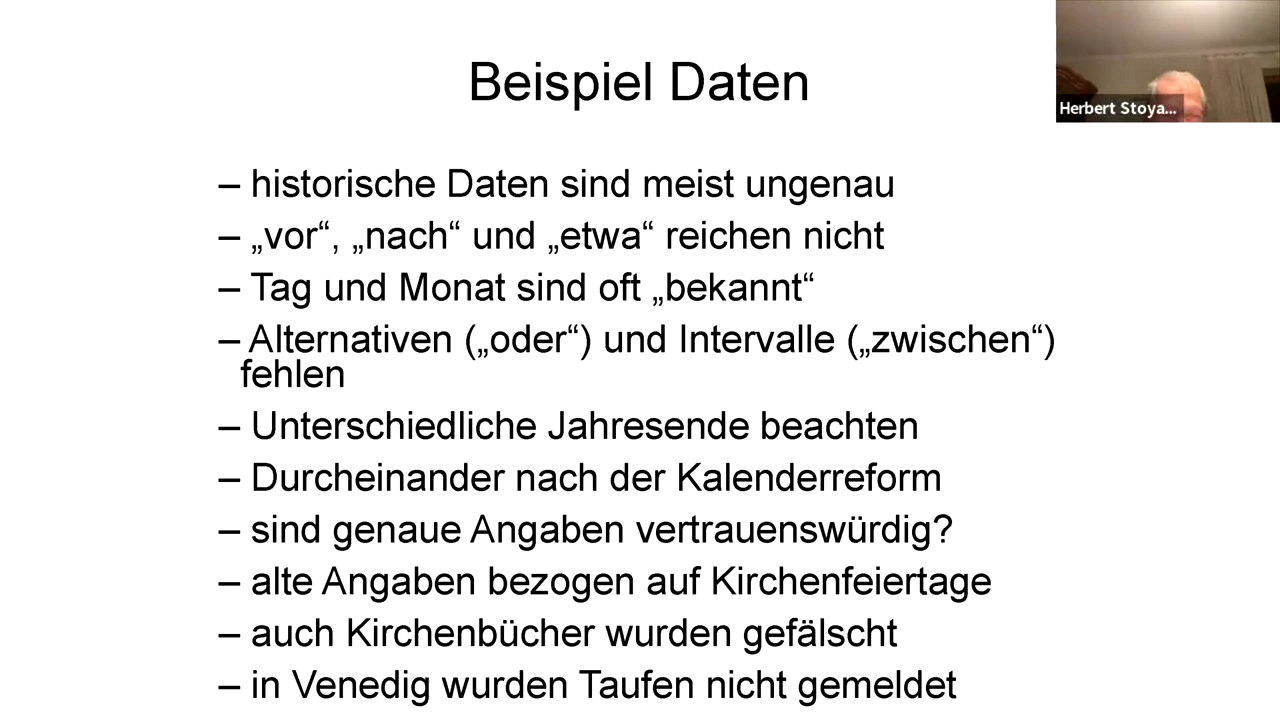 Beispiel Daten
Herbert Stoya...
– historische Daten sind meist ungenau
– „vor“, „nach“ und „etwa“ reichen nicht
– Tag und Monat sind oft „bekannt“
– Alternativen („oder“) und Intervalle („zwischen“)
fehlen
– Unterschiedliche Jahresende beachten
– Durcheinander nach der Kalenderreform
– sind genaue Angaben vertrauenswürdig?
– alte Angaben bezogen auf Kirchenfeiertage
– auch Kirchenbücher wurden gefälscht
– in Venedig wurden Taufen nicht gemeldet